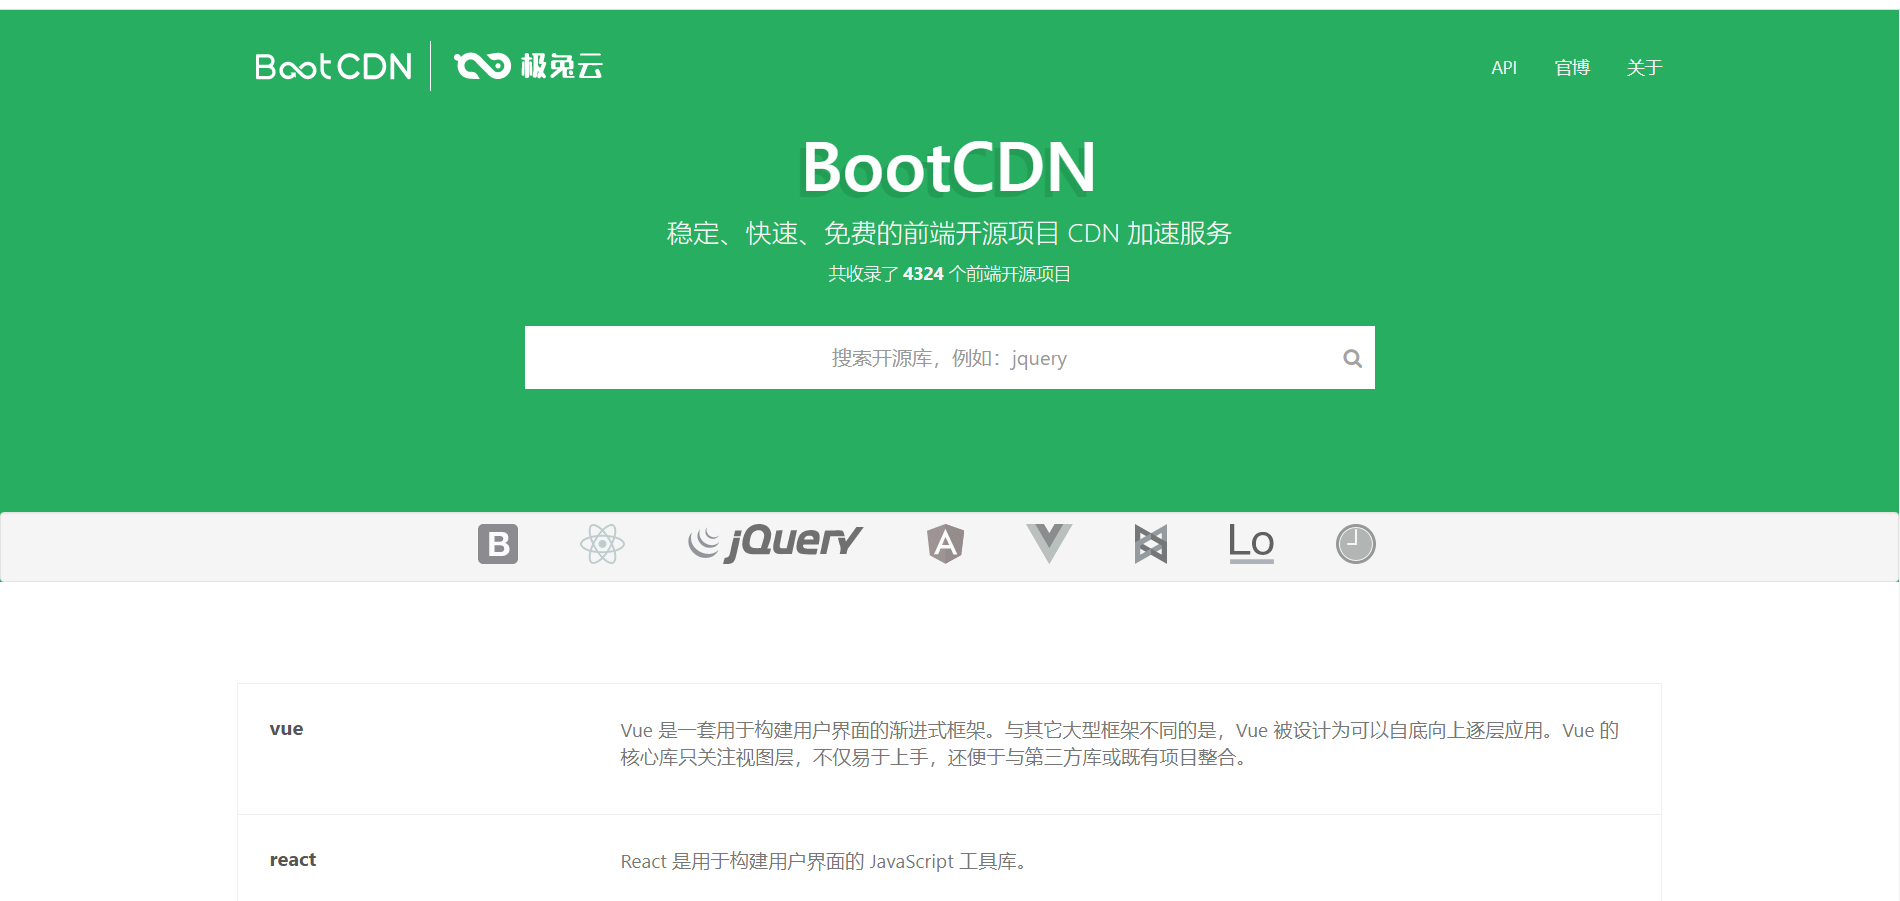 BootCDN 极兔云
API 官博 关于
BootCDN
稳定、快速、免费的前端开源项目 CDN 加速服务
共收录了 4324 个前端开源项目
搜索开源库，例如：jquery
B jQuery A Lo
vue
Vue 是一套用于构建用户界面的渐进式框架。与其它大型框架不同的是，Vue 被设计为可以自底向上逐层应用。Vue 的
核心库只关注视图层，不仅易于上手，还便于与第三方库或既有项目整合。
react
React 是用于构建用户界面的 JavaScript 工具库。